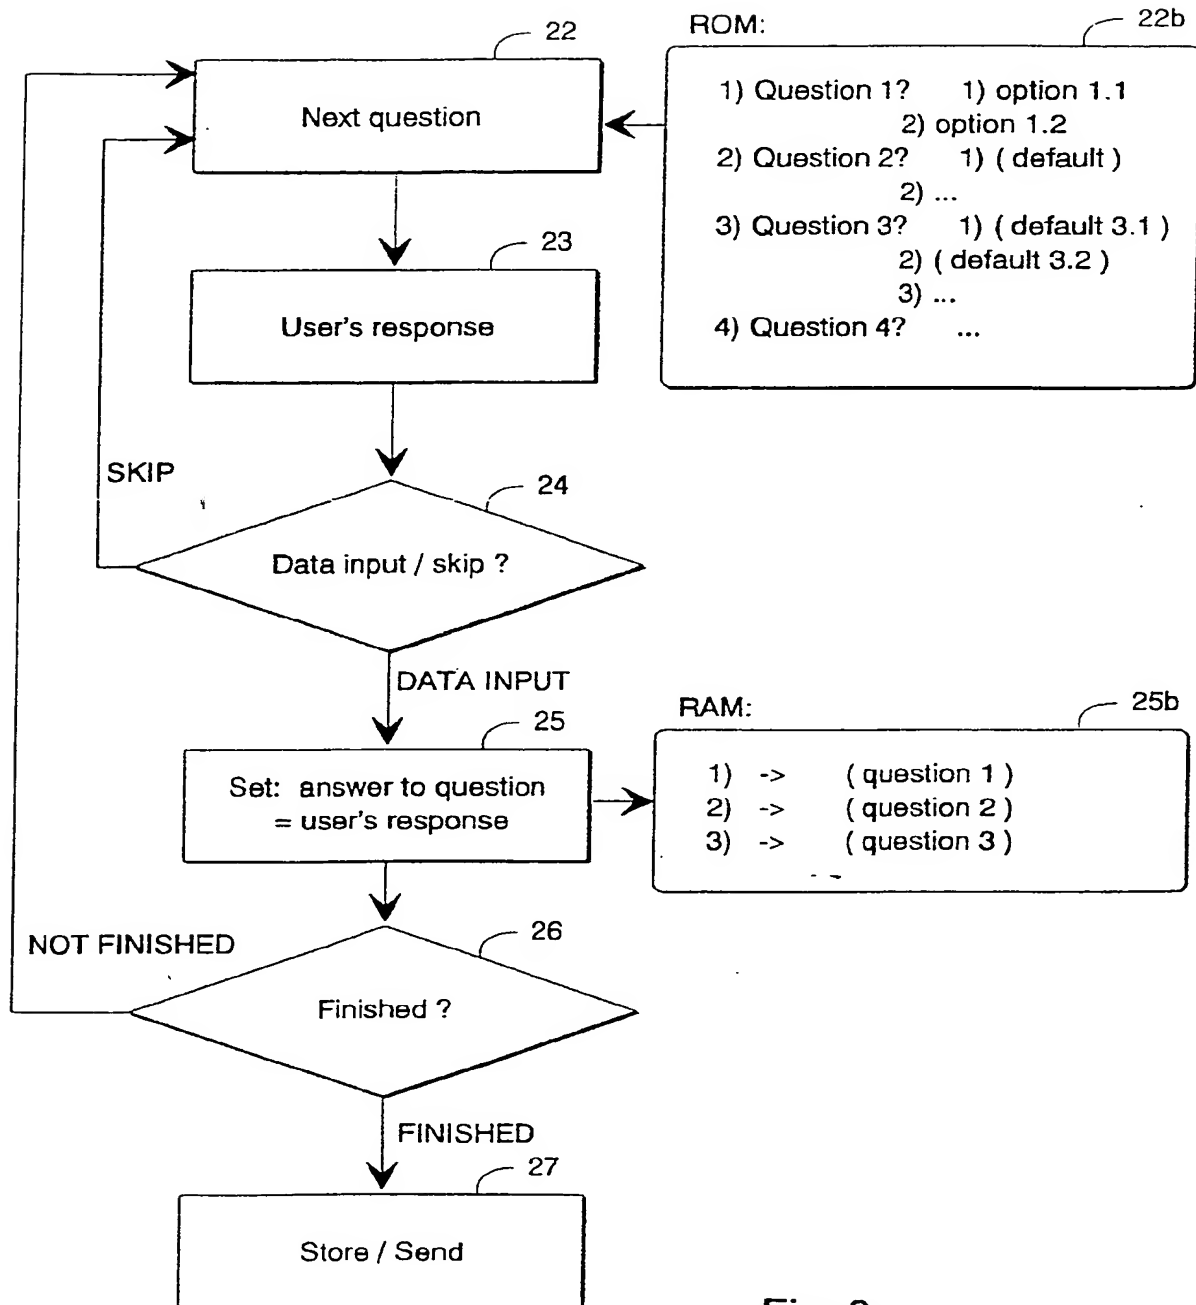 22
Next question
ROM:
22b
1) Question 1? 1) option 1.1
2) option 1.2
2) Question 2? 1) ( default )
2) ...
3) Question 3? 1) ( default 3.1 )
2) ( default 3.2 )
3) ...
4) Question 4? ...
23
User's response
SKIP
24
Data input / skip ?
DATA INPUT
25
Set: answer to question
= user's response
RAM:
25b
1) -> ( question 1 )
2) -> ( question 2 )
3) -> ( question 3 )
NOT FINISHED
26
Finished ?
FINISHED
27
Store / Send